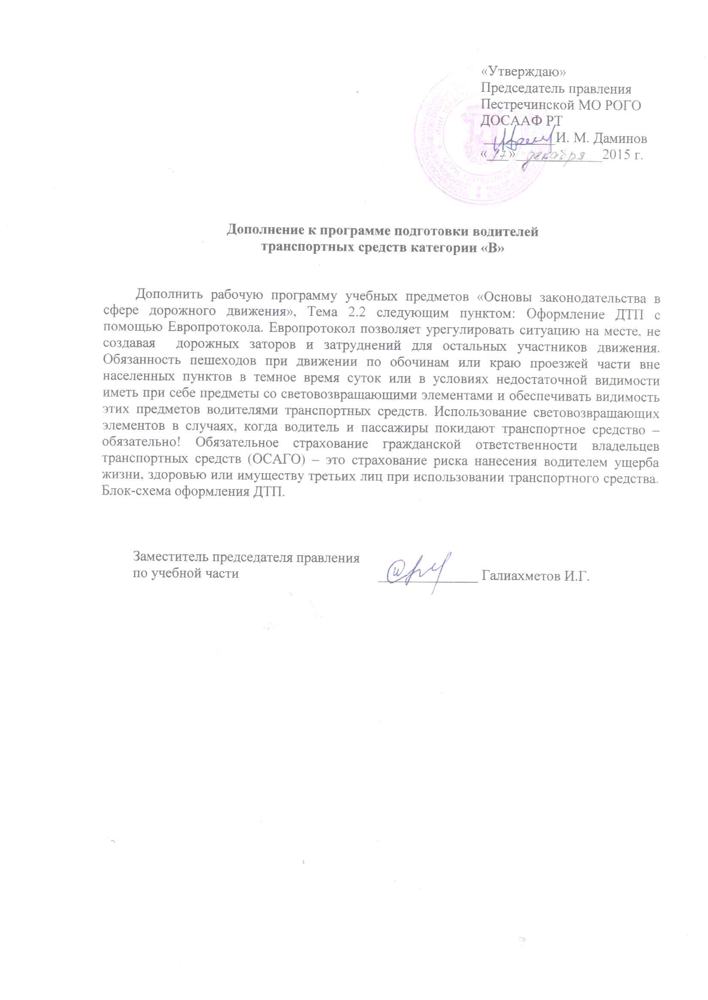 «Утверждаю»
Председатель правления
Пестречинской МО РОГО
ДОСААФ РТ
И. М. Даминов
«17» декабря 2015 г.
Дополнение к программе подготовки водителей
транспортных средств категории «В»
Дополнить рабочую программу учебных предметов «Основы законодательства в
сфере дорожного движения», Тема 2.2 следующим пунктом: Оформление ДТП с
помощью Европротокола. Европротокол позволяет урегулировать ситуацию на месте, не
создавая дорожных заторов и затруднений для остальных участников движения.
Обязанность пешеходов при движении по обочинам или краю проезжей части вне
населенных пунктов в темное время суток или в условиях недостаточной видимости
иметь при себе предметы со световозвращающими элементами и обеспечивать видимость
этих предметов водителями транспортных средств. Использование световозвращающих
элементов в случаях, когда водитель и пассажиры покидают транспортное средство –
обязательно! Обязательное страхование гражданской ответственности владельцев
транспортных средств (ОСАГО) – это страхование риска нанесения водителем ущерба
жизни, здоровью или имуществу третьих лиц при использовании транспортного средства.
Блок-схема оформления ДТП.
Заместитель председателя правления
по учебной части Галиахметов И.Г.